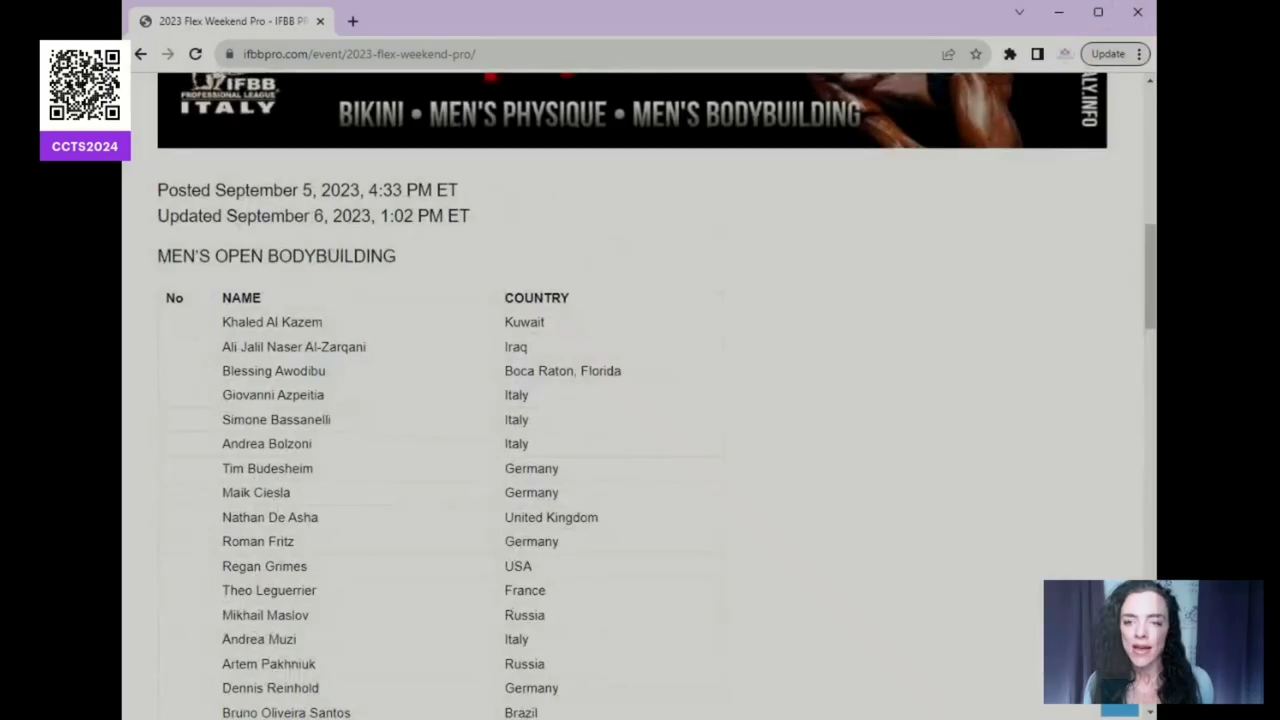 2023 Flex Weekend Pro - IFBB P
ifbbpro.com/event/2023-flex-weekend-pro/
Update
CCTS2024
IFBB
PROFESSIONAL LEAGUE
ITALY
BIKINI • MEN'S PHYSIQUE • MEN'S BODYBUILDING
ALY.INFO
Posted September 5, 2023, 4:33 PM ET
Updated September 6, 2023, 1:02 PM ET
MEN'S OPEN BODYBUILDING
No NAME COUNTRY
Khaled Al Kazem Kuwait
Ali Jalil Naser Al-Zarqani Iraq
Blessing Awodibu Boca Raton, Florida
Giovanni Azpeitia Italy
Simone Bassanelli Italy
Andrea Bolzoni Italy
Tim Budesheim Germany
Maik Ciesla Germany
Nathan De Asha United Kingdom
Roman Fritz Germany
Regan Grimes USA
Theo Leguerrier France
Mikhail Maslov Russia
Andrea Muzi Italy
Artem Pakhniuk Russia
Dennis Reinhold Germany
Bruno Oliveira Santos Brazil